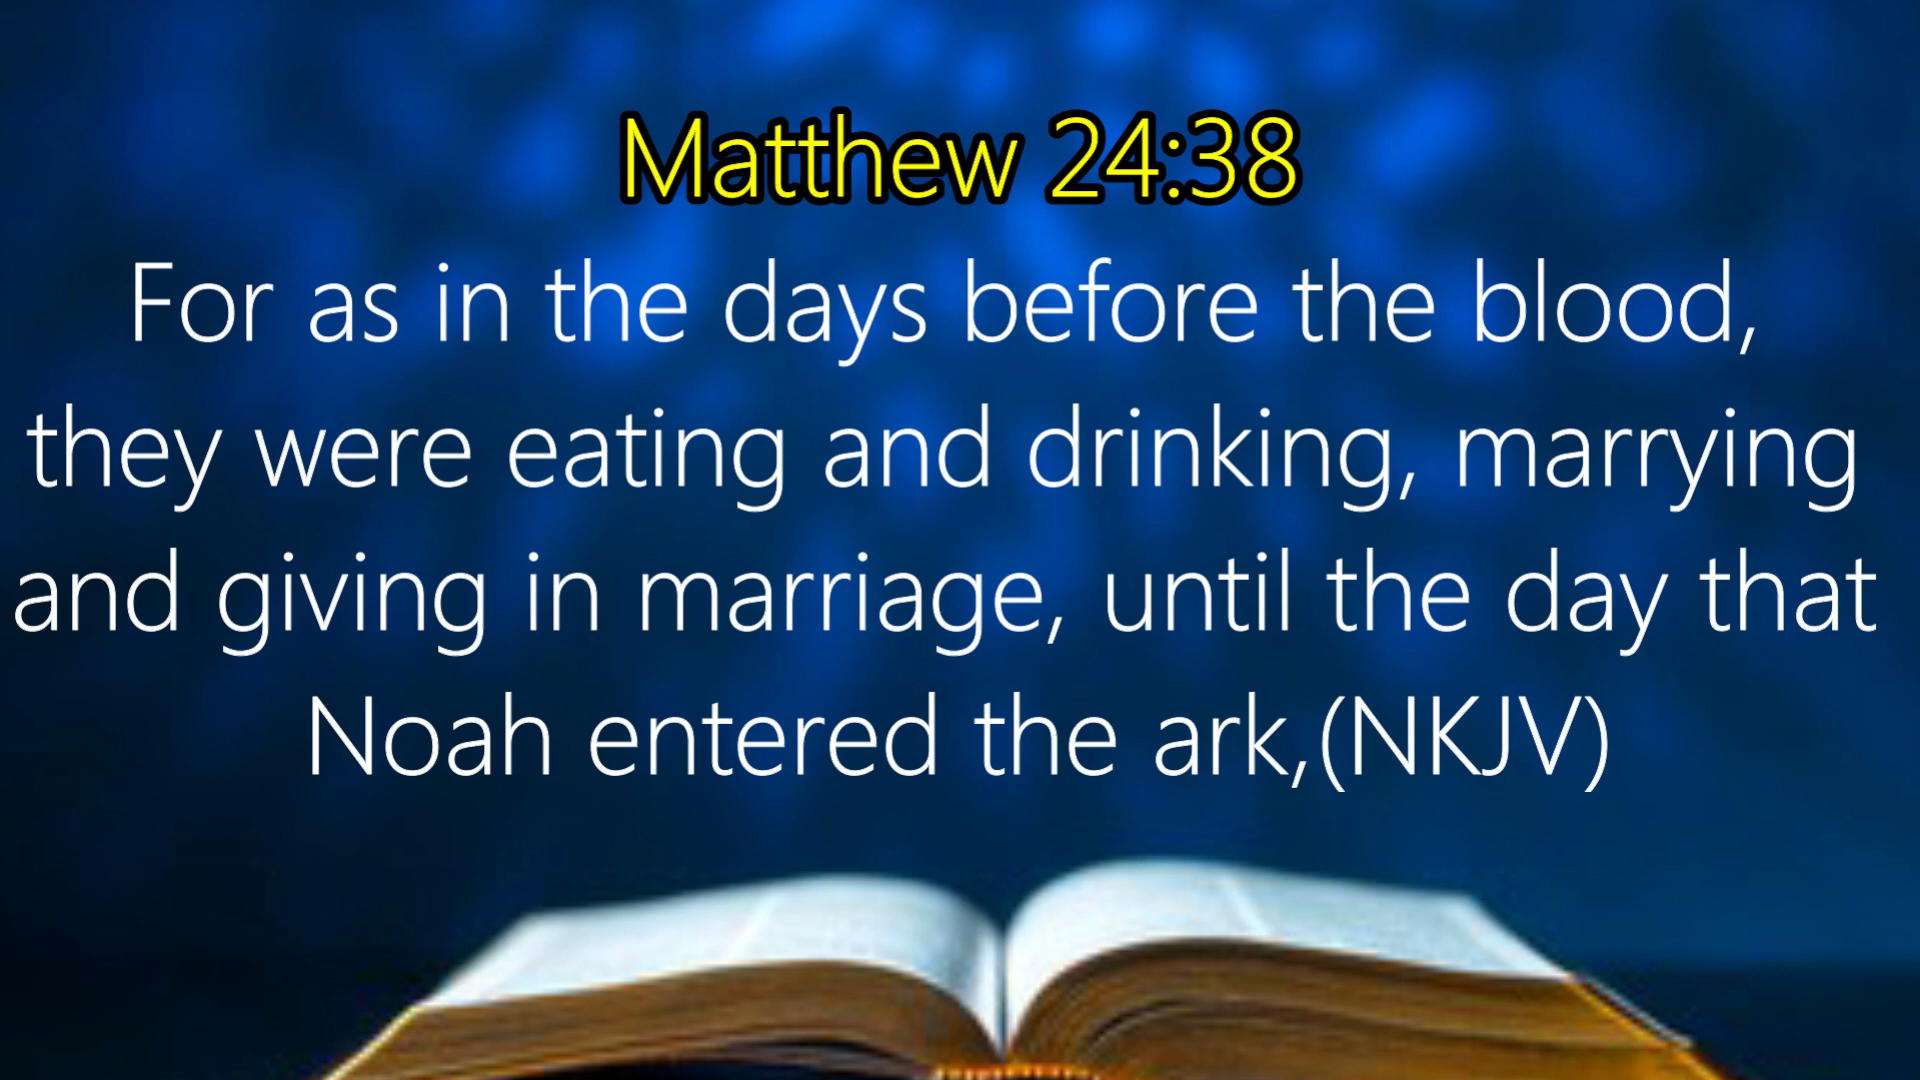 Matthew 24:38
For as in the days before the blood,
they were eating and drinking, marrying
and giving in marriage, until the day that
Noah entered the ark,(NKJV)